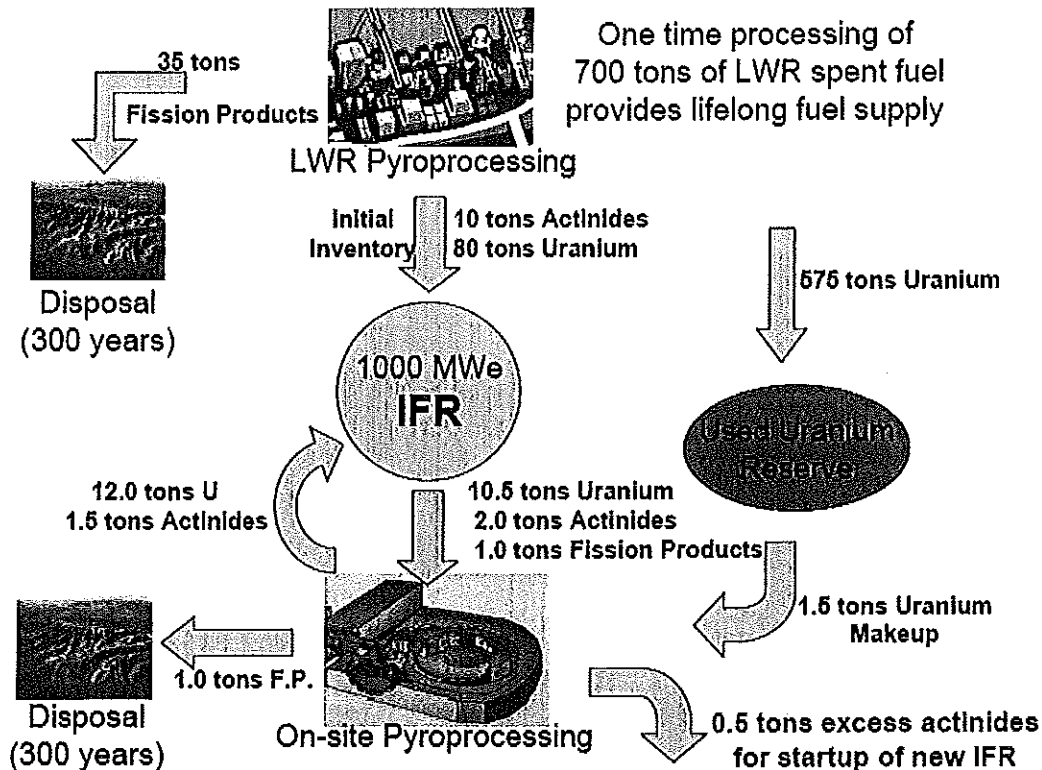 35 tons
Fission Products
One time processing of
700 tons of LWR spent fuel
provides lifelong fuel supply
LWR Pyroprocessing
Disposal
(300 years)
Initial
Inventory
10 tons Actinides
80 tons Uranium
575 tons Uranium
1000 MWe
IFR
Used Uranium
Reserve
12.0 tons U
1.5 tons Actinides
10.5 tons Uranium
2.0 tons Actinides
1.0 tons Fission Products
1.5 tons Uranium
Makeup
1.0 tons F.P.
Disposal
(300 years)
On-site Pyroprocessing
0.5 tons excess actinides
for startup of new IFR